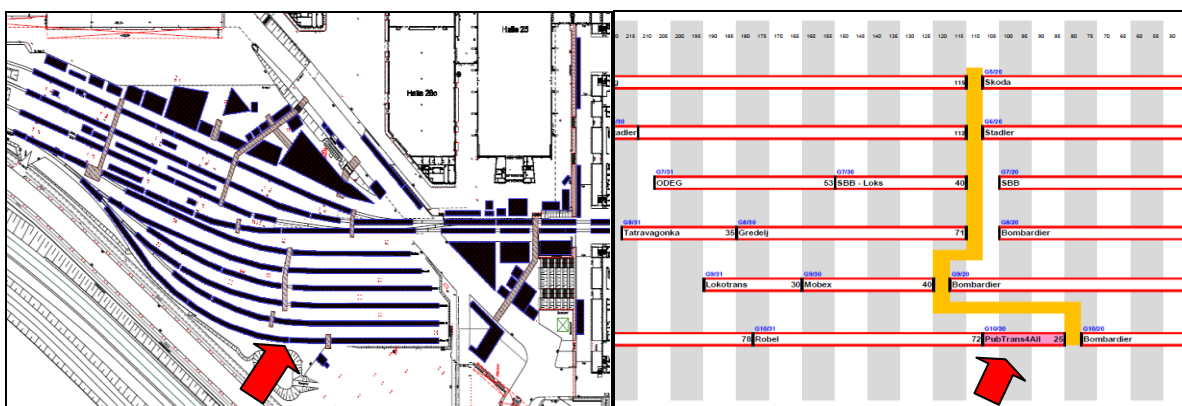 Halle 25
Halle 26c
215 210 205 200 195 190 185 180 175 170 165 160 155 150 145 140 135 130 125 120 115 110 105 100 95 90 85 80 75 70 65 60 55 50
G5/20
115 Skoda
/30 G6/20
adler 112 Stadler
G7/31 G7/30 G7/20
ODEG 53 SBB - Loks 40 SBB
G8/31 G8/30 G8/20
Tatravagonka 35 Gredelj 71 Bombardier
G9/31 G9/30 G9/20
Lokotrans 30 Mobex 40 Bombardier
G10/31 G10/30 G10/20
78 Robel 72 PubTrans4All 25 Bombardier